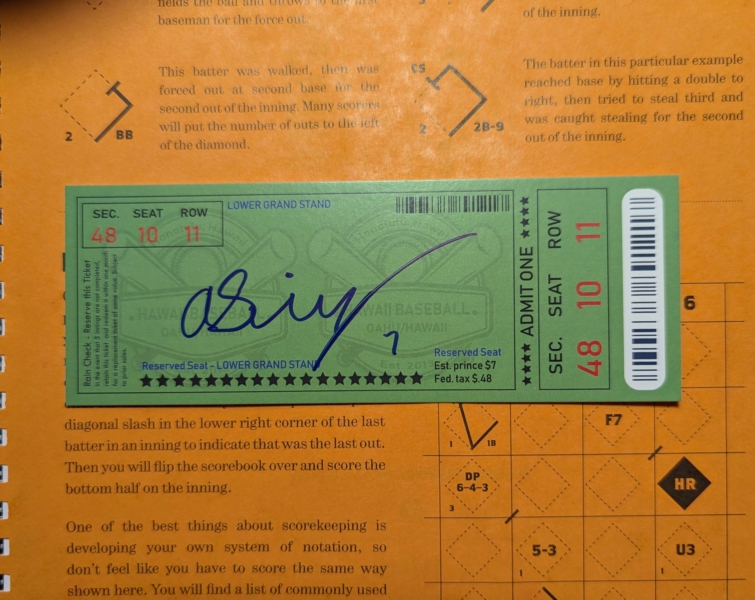 fields the ball and throws to the first
baseman for the force out.
of the inning.
This batter was walked, then was
forced out at second base for the
second out of the inning. Many scorers
will put the number of outs to the left
of the diamond.
2
BB
CS
2
2B-9
The batter in this particular example
reached base by hitting a double to
right, then tried to steal third and
was caught stealing for the second
out of the inning.
SEC. SEAT ROW
48 10 11
LOWER GRAND STAND
Rain Check - Reserve this Ticket
HAWAII BASEBALL
OAHU/HAWAII
7
Reserved Seat - LOWER GRAND STAND
Reserved Seat
Est. prince $7
Fed. tax $.48
★★★★ ADMIT ONE ★★★★
SEC. SEAT ROW
48 10 11
6
diagonal slash in the lower right corner of the last
batter in an inning to indicate that was the last out.
Then you will flip the scorebook over and score the
bottom half on the inning.
One of the best things about scorekeeping is
developing your own system of notation, so
don't feel like you have to score the same way
shown here. You will find a list of commonly used
1
1B
F7
DP
6-4-3
3
HR
5-3
1
U3
1